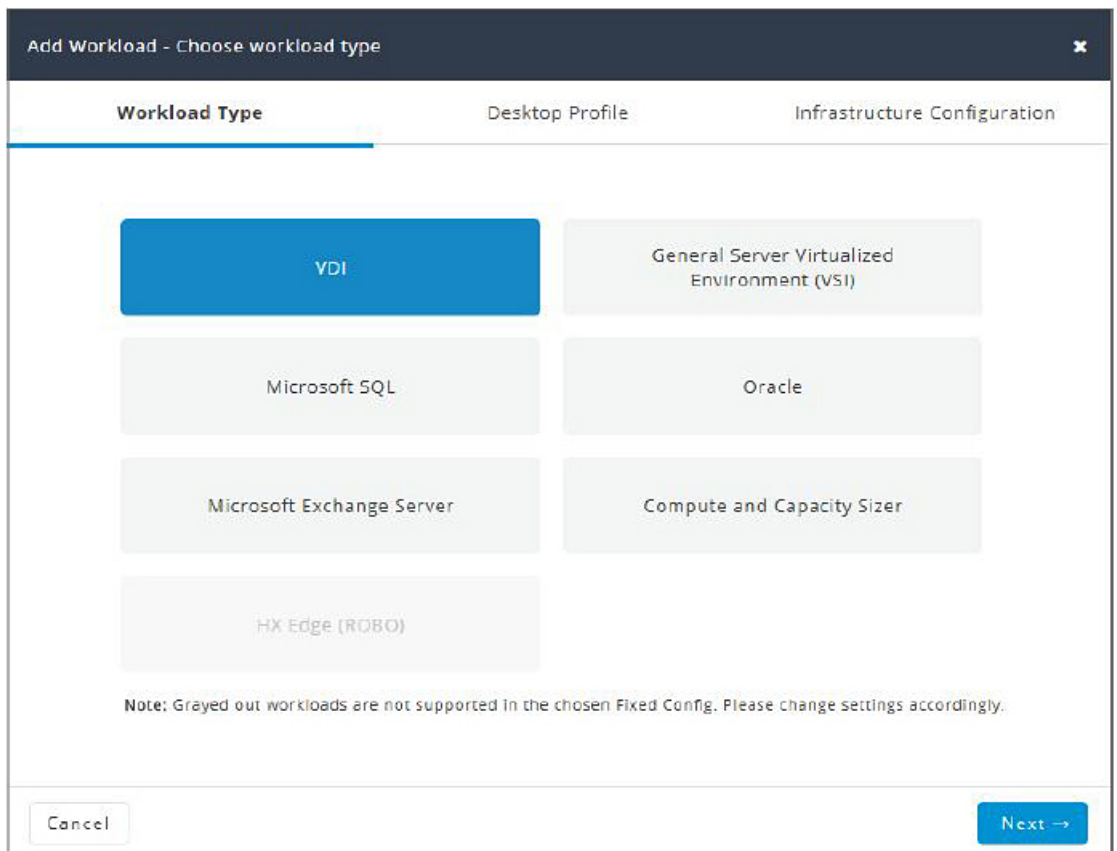 Add Workload - Choose workload type ✖
Workload Type Desktop Profile Infrastructure Configuration
VDI
General Server Virtualized
Environment (VSI)
Microsoft SQL
Oracle
Microsoft Exchange Server
Compute and Capacity Sizer
HX Edge (ROBO)
Note: Grayed out workloads are not supported in the chosen Fixed Config. Please change settings accordingly.
Cancel
Next →